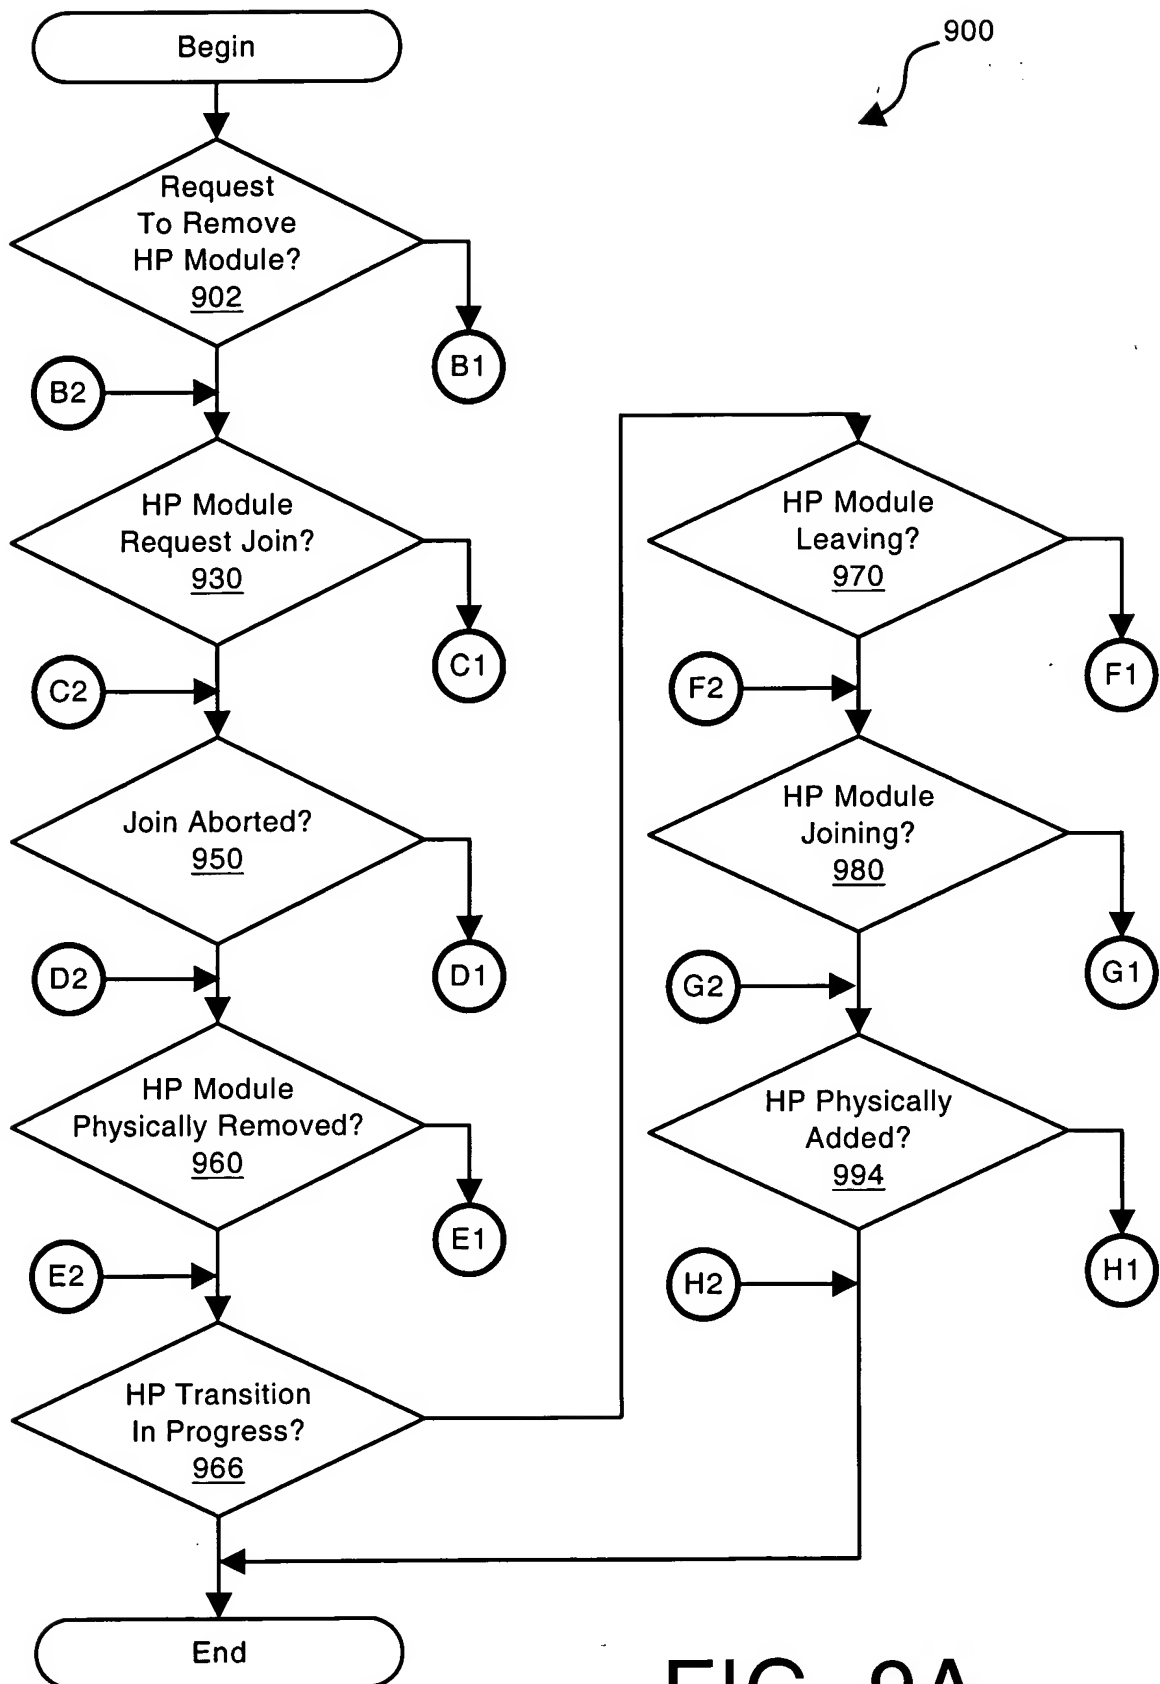 Begin
900
Request
To Remove
HP Module?
902
B1
B2
HP Module
Request Join?
930
C1
C2
Join Aborted?
950
D1
D2
HP Module
Physically Removed?
960
E1
E2
HP Transition
In Progress?
966
End
HP Module
Leaving?
970
F1
F2
HP Module
Joining?
980
G1
G2
HP Physically
Added?
994
H1
H2
FIG. 9A